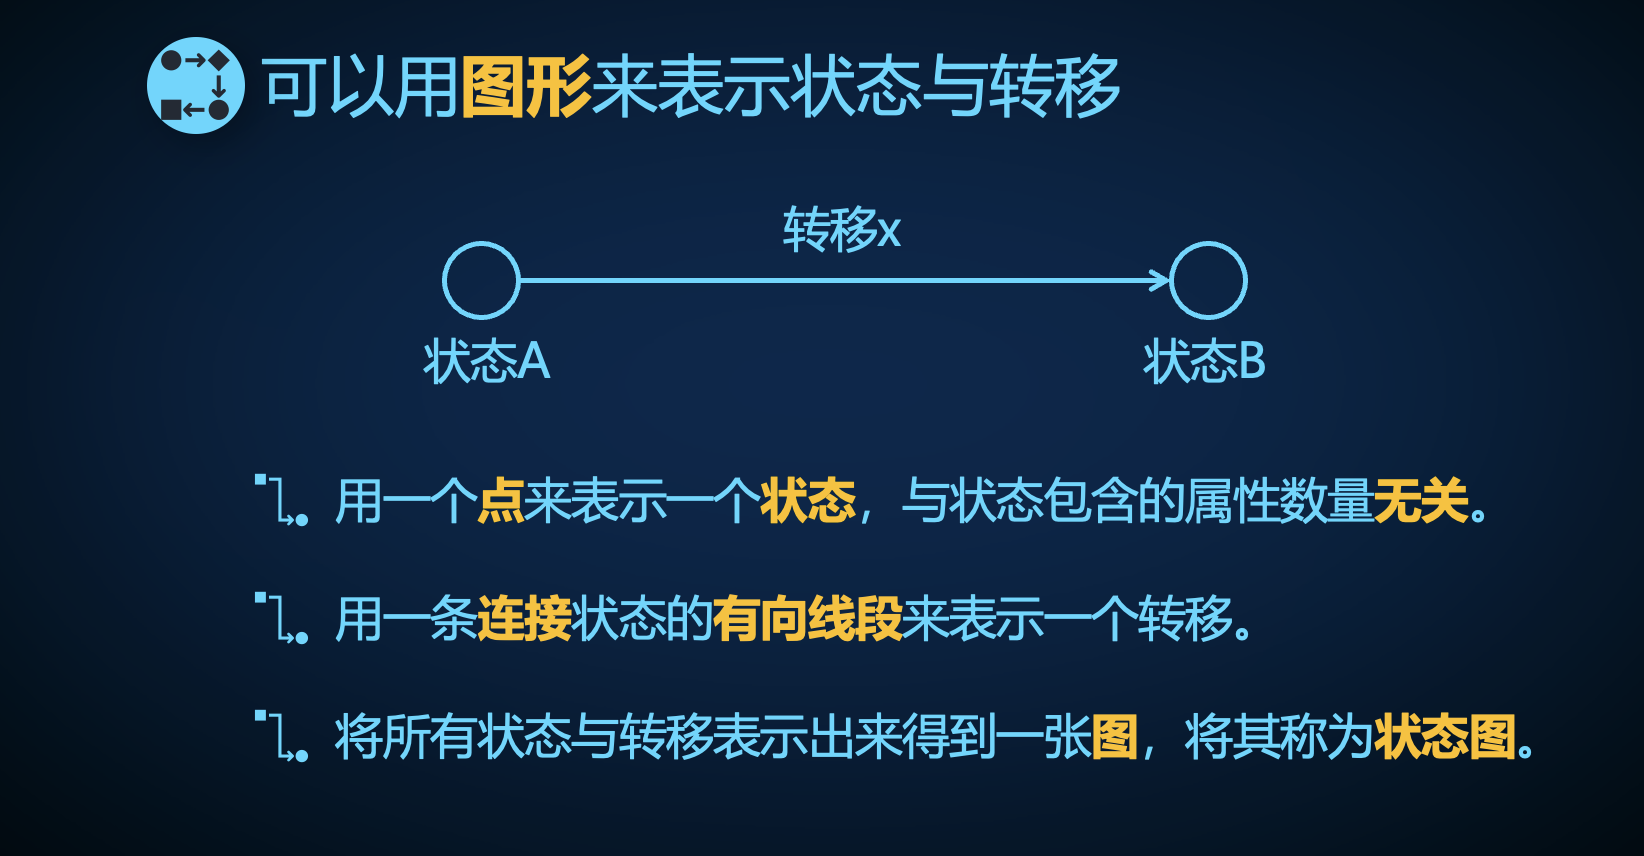 可以用图形来表示状态与转移
转移x
状态A
状态B
用一个点来表示一个状态，与状态包含的属性数量无关。
用一条连接状态的有向线段来表示一个转移。
将所有状态与转移表示出来得到一张图，将其称为状态图。